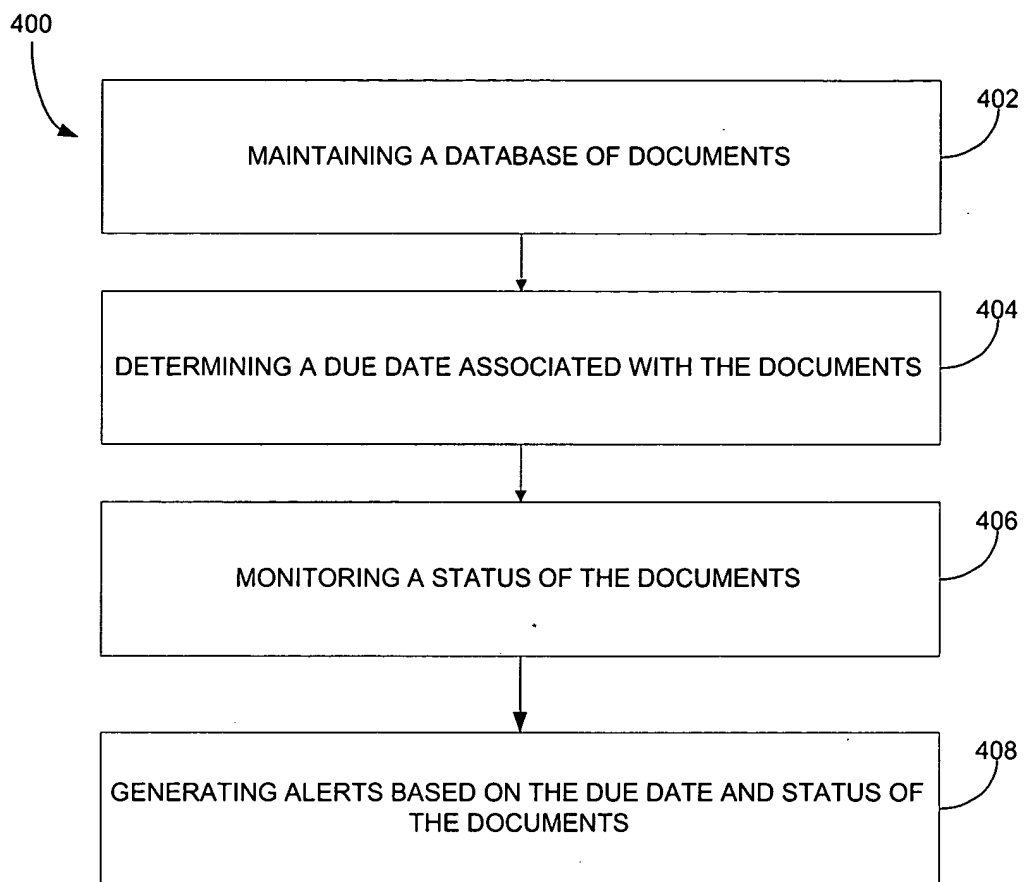 400
402
MAINTAINING A DATABASE OF DOCUMENTS
404
DETERMINING A DUE DATE ASSOCIATED WITH THE DOCUMENTS
406
MONITORING A STATUS OF THE DOCUMENTS
408
GENERATING ALERTS BASED ON THE DUE DATE AND STATUS OF
THE DOCUMENTS